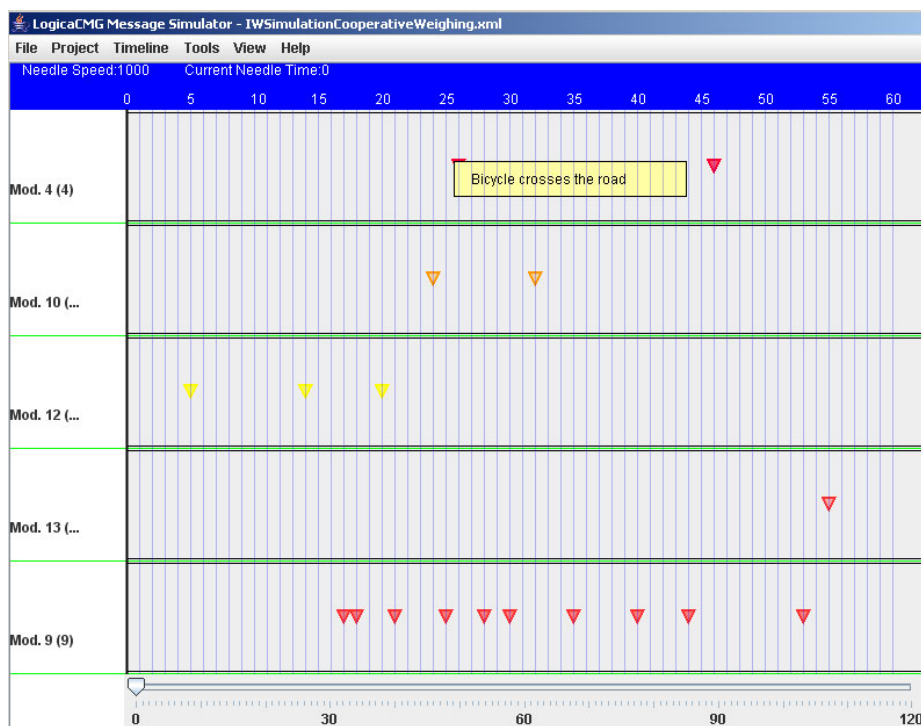 LogicaCMG Message Simulator - IWSimulationCooperativeWeighing.xml
File Project Timeline Tools View Help
Needle Speed:1000 Current Needle Time:0
0 5 10 15 20 25 30 35 40 45 50 55 60
Mod. 4 (4)
Bicycle crosses the road
Mod. 10 (...
Mod. 12 (...
Mod. 13 (...
Mod. 9 (9)
0 30 60 90 120